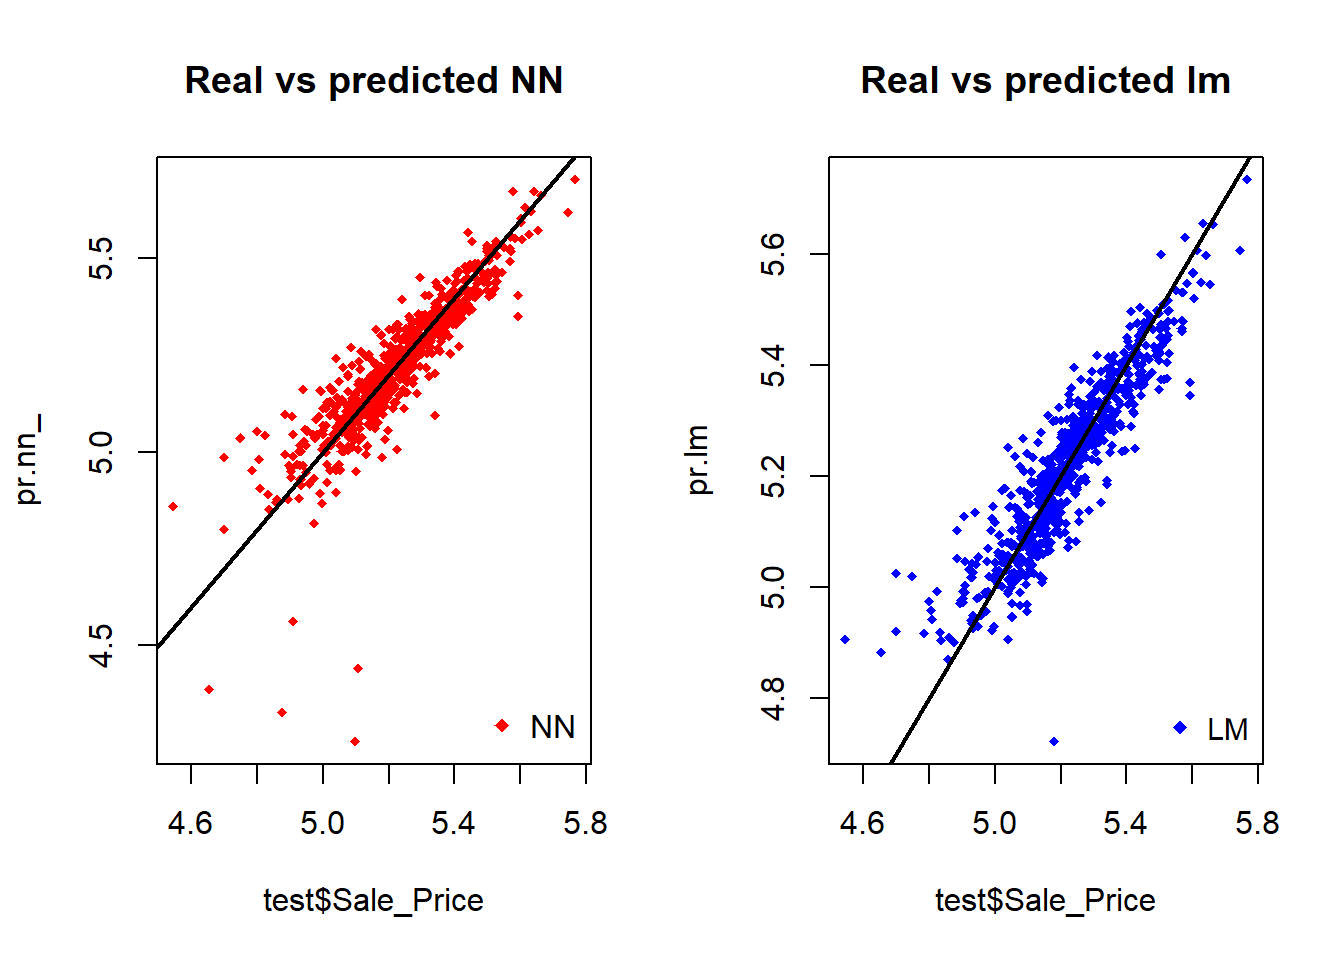 Real vs predicted NN
pr.nn_
5.5
5.0
4.5
NN
4.6 5.0 5.4 5.8
test$Sale_Price
Real vs predicted lm
pr.lm
5.6
5.4
5.2
5.0
4.8
LM
4.6 5.0 5.4 5.8
test$Sale_Price